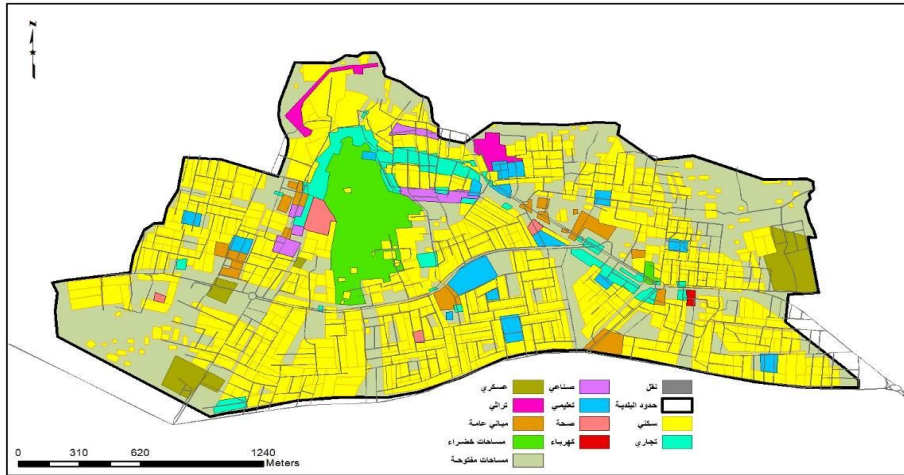 N
نقل صناعي عسكري
حدود البلدية تعليمي تراثي
سكني صحة مباني عامة
تجاري كهرباء مساحات خضراء
مساحات مفتوحة
0 310 620 1240
Meters